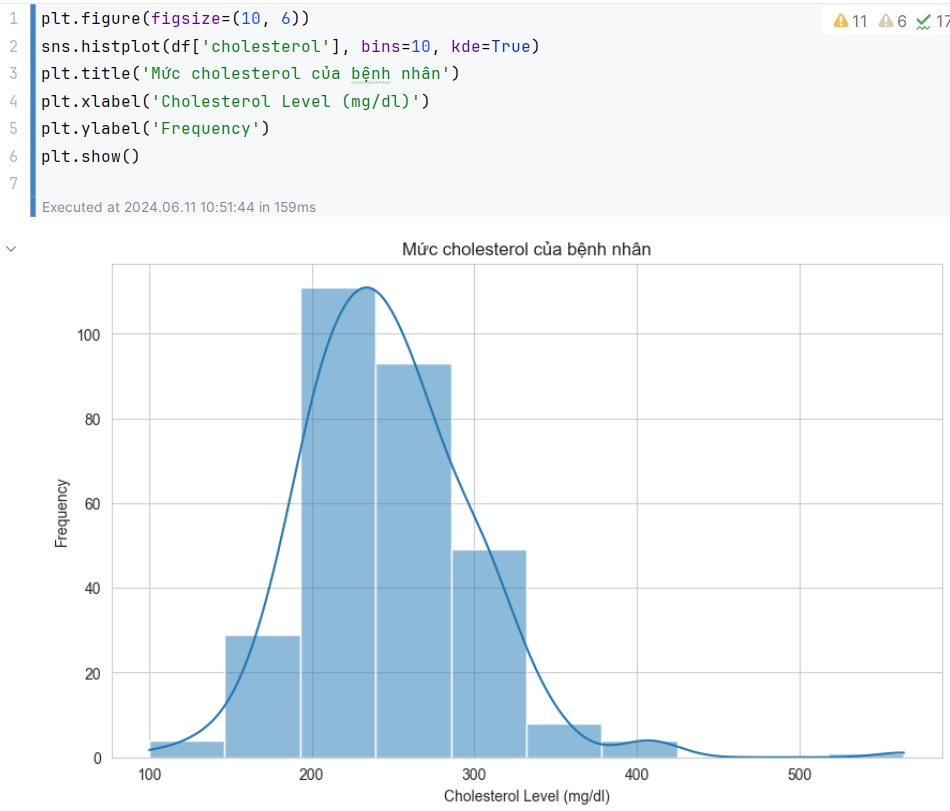 1 plt.figure(figsize=(10, 6))
2 sns.histplot(df['cholesterol'], bins=10, kde=True)
3 plt.title('Mức cholesterol của bệnh nhân')
4 plt.xlabel('Cholesterol Level (mg/dl)')
5 plt.ylabel('Frequency')
6 plt.show()
7
11 6 17
Executed at 2024.06.11 10:51:44 in 159ms
Mức cholesterol của bệnh nhân
100
80
60
40
20
0
Frequency
100 200 300 400 500
Cholesterol Level (mg/dl)